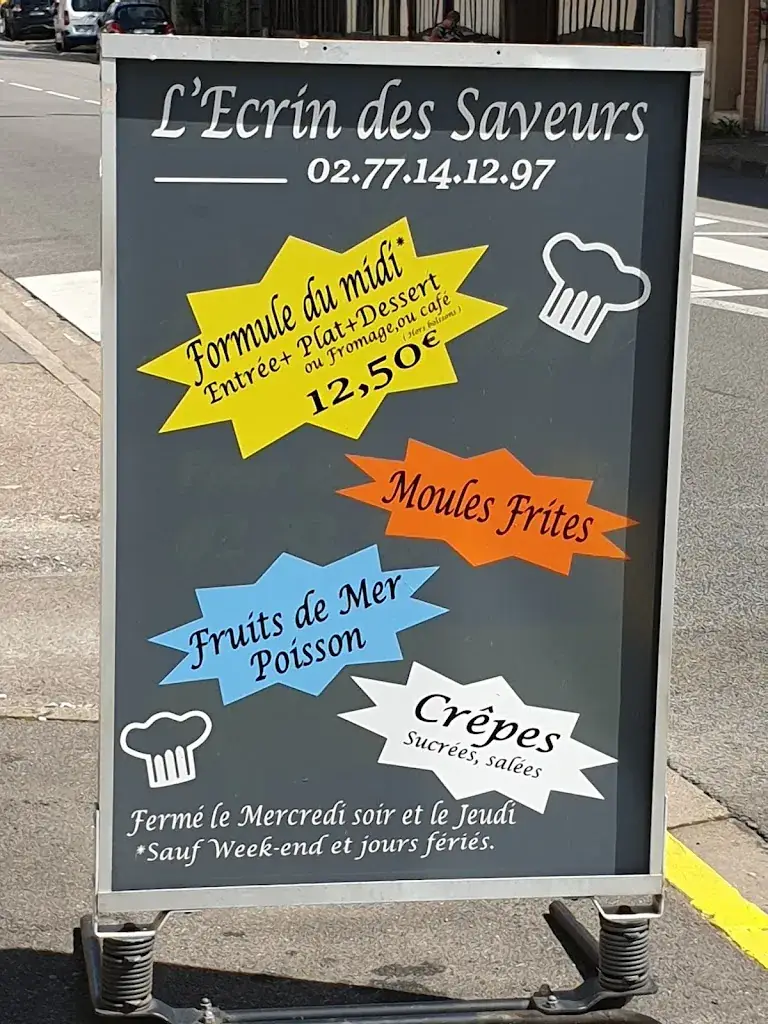 L'Ecrin des Saveurs
02.77.14.12.97
Formule du midi*
Entrée+ Plat+Dessert
ou Fromage,ou café
(Hors boissons)
12,50€
Moules Frites
Fruits de Mer
Poisson
Crêpes
Sucrées, salées
Fermé le Mercredi soir et le Jeudi
*Sauf Week-end et jours fériés.